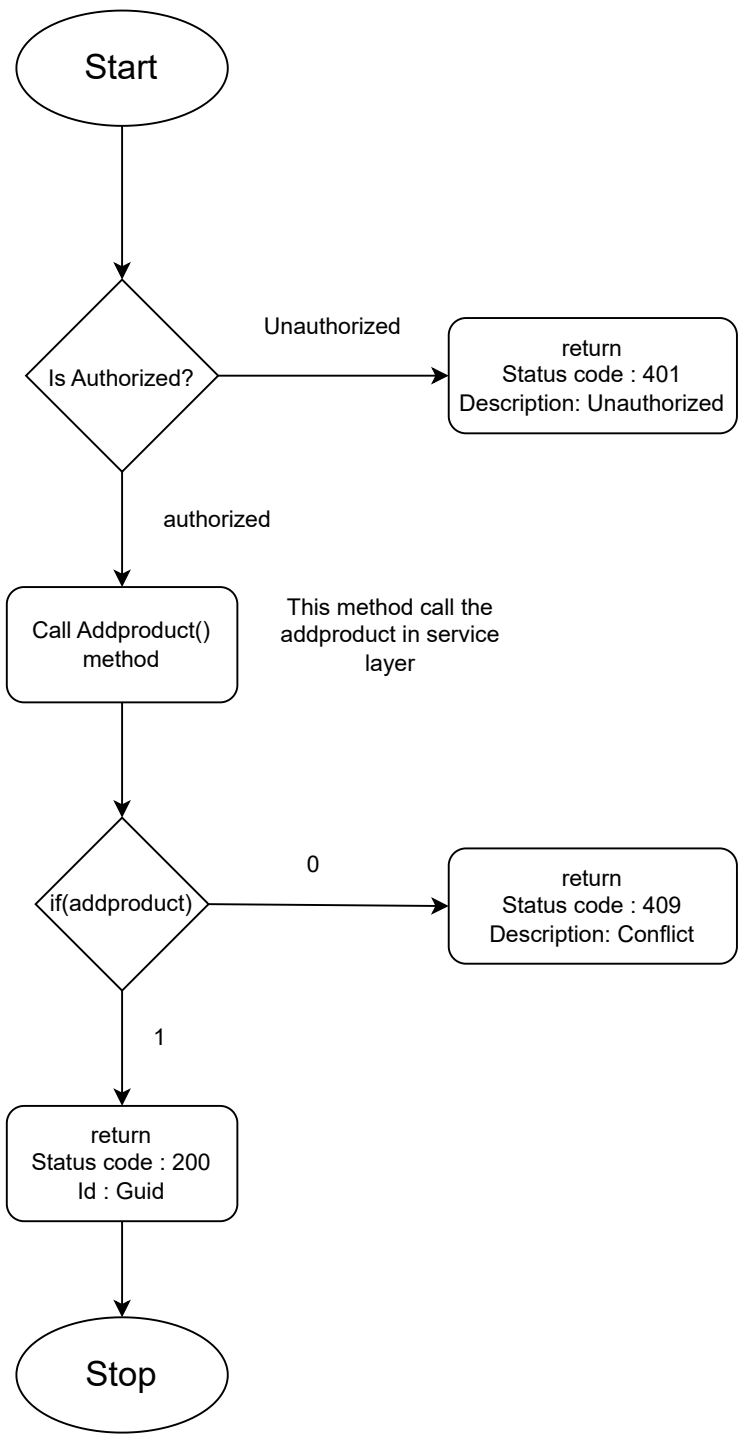 Start
Unauthorized
Is Authorized?
return
Status code : 401
Description: Unauthorized
authorized
Call Addproduct()
method
This method call the
addproduct in service
layer
if(addproduct)
0
return
Status code : 409
Description: Conflict
1
return
Status code : 200
Id : Guid
Stop